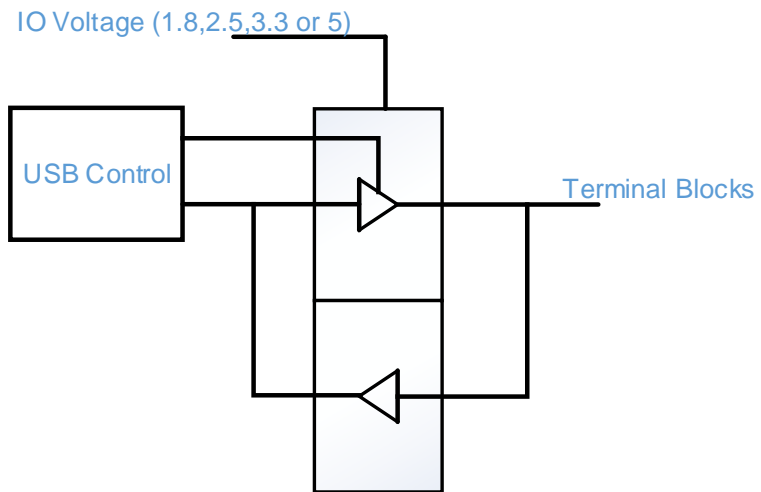 IO Voltage (1.8,2.5,3.3 or 5)
USB Control
Terminal Blocks